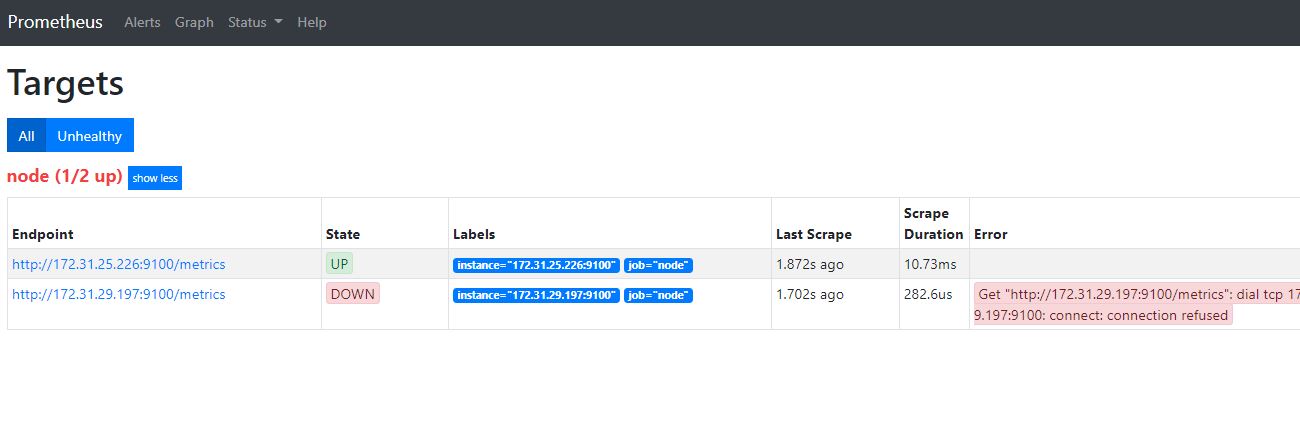 Prometheus Alerts Graph Status Help
Targets
All Unhealthy
node (1/2 up) show less
Endpoint State Labels Last Scrape Scrape Duration Error
http://172.31.25.226:9100/metrics UP instance="172.31.25.226:9100" job="node" 1.872s ago 10.73ms
http://172.31.29.197:9100/metrics DOWN instance="172.31.29.197:9100" job="node" 1.702s ago 282.6us Get "http://172.31.29.197:9100/metrics": dial tcp 17
9.197:9100: connect: connection refused